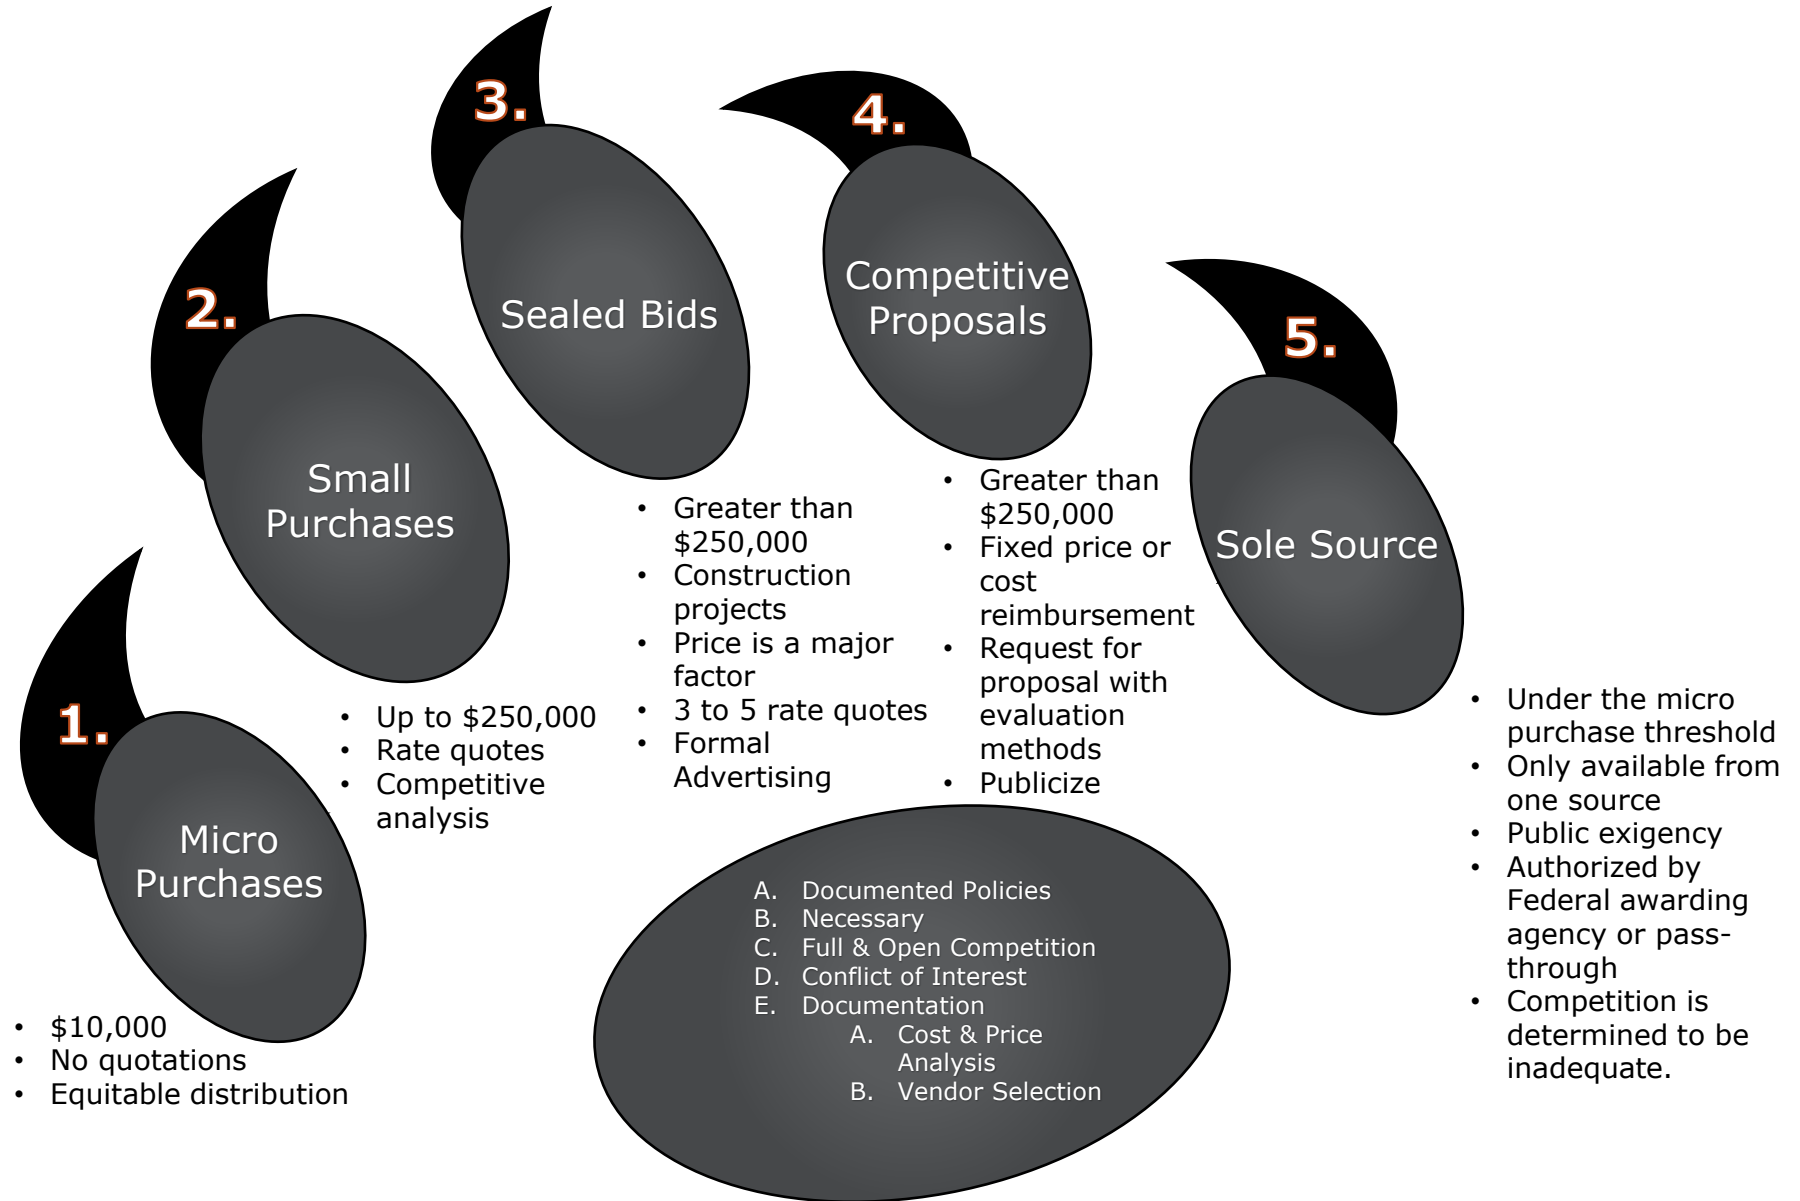 1.
Micro
Purchases
• $10,000
• No quotations
• Equitable distribution
2.
Small
Purchases
• Up to $250,000
• Rate quotes
• Competitive
analysis
3.
Sealed Bids
• Greater than
$250,000
• Construction
projects
• Price is a major
factor
• 3 to 5 rate quotes
• Formal
Advertising
4.
Competitive
Proposals
• Greater than
$250,000
• Fixed price or
cost
reimbursement
• Request for
proposal with
evaluation
methods
• Publicize
5.
Sole Source
• Under the micro
purchase threshold
• Only available from
one source
• Public exigency
• Authorized by
Federal awarding
agency or pass-
through
• Competition is
determined to be
inadequate.
A. Documented Policies
B. Necessary
C. Full & Open Competition
D. Conflict of Interest
E. Documentation
A. Cost & Price
Analysis
B. Vendor Selection